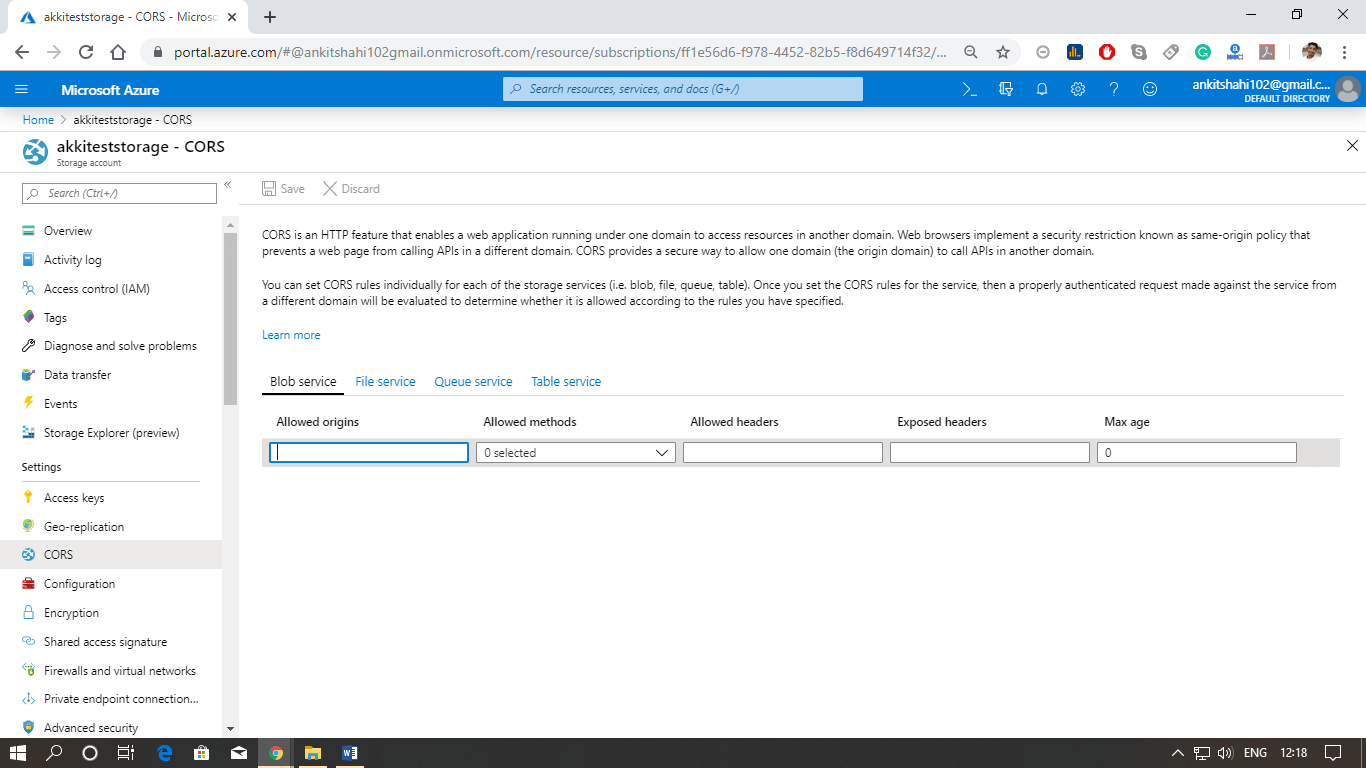 akkiteststorage - CORS - Microso
portal.azure.com/#@ankitshahi102gmail.onmicrosoft.com/resource/subscriptions/ff1e56d6-f978-4452-82b5-f8d649714f32/...
Microsoft Azure
Search resources, services, and docs (G+/)
ankitshahi102@gmail.c...
DEFAULT DIRECTORY
Home > akkiteststorage - CORS
akkiteststorage - CORS
Storage account
Search (Ctrl+/)
Overview
Activity log
Access control (IAM)
Tags
Diagnose and solve problems
Data transfer
Events
Storage Explorer (preview)
Settings
Access keys
Geo-replication
CORS
Configuration
Encryption
Shared access signature
Firewalls and virtual networks
Private endpoint connection...
Advanced security
Save Discard
CORS is an HTTP feature that enables a web application running under one domain to access resources in another domain. Web browsers implement a security restriction known as same-origin policy that
prevents a web page from calling APIs in a different domain. CORS provides a secure way to allow one domain (the origin domain) to call APIs in another domain.
You can set CORS rules individually for each of the storage services (i.e. blob, file, queue, table). Once you set the CORS rules for the service, then a properly authenticated request made against the service from
a different domain will be evaluated to determine whether it is allowed according to the rules you have specified.
Learn more
Blob service File service Queue service Table service
Allowed origins Allowed methods Allowed headers Exposed headers Max age
0 selected 0
ENG 12:18